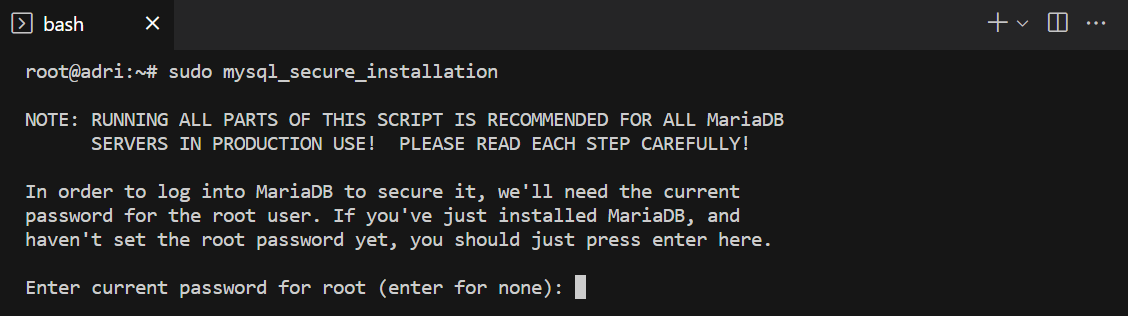 bash
root@adri:~# sudo mysql_secure_installation
NOTE: RUNNING ALL PARTS OF THIS SCRIPT IS RECOMMENDED FOR ALL MariaDB
SERVERS IN PRODUCTION USE!  PLEASE READ EACH STEP CAREFULLY!
In order to log into MariaDB to secure it, we'll need the current
password for the root user. If you've just installed MariaDB, and
haven't set the root password yet, you should just press enter here.
Enter current password for root (enter for none):